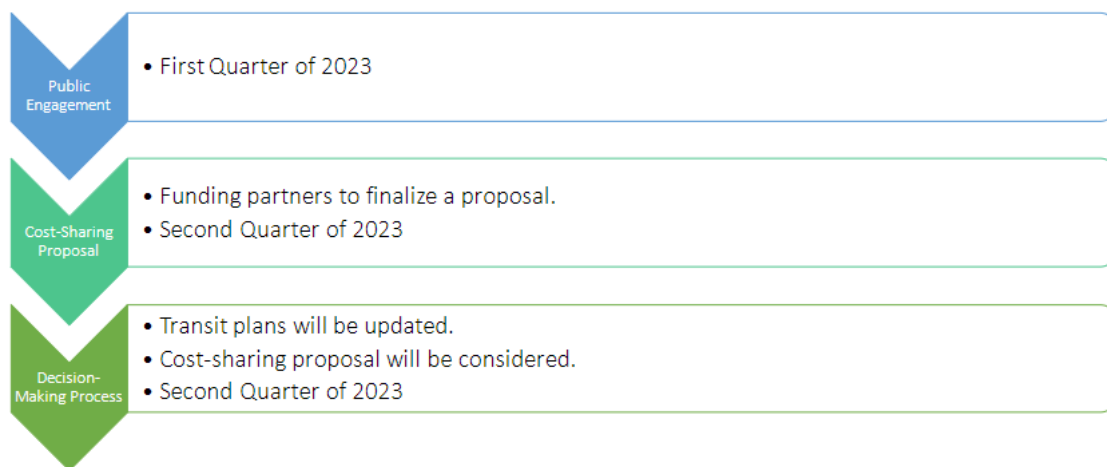 Public
Engagement
• First Quarter of 2023
Cost-Sharing
Proposal
• Funding partners to finalize a proposal.
• Second Quarter of 2023
Decision-
Making Process
• Transit plans will be updated.
• Cost-sharing proposal will be considered.
• Second Quarter of 2023